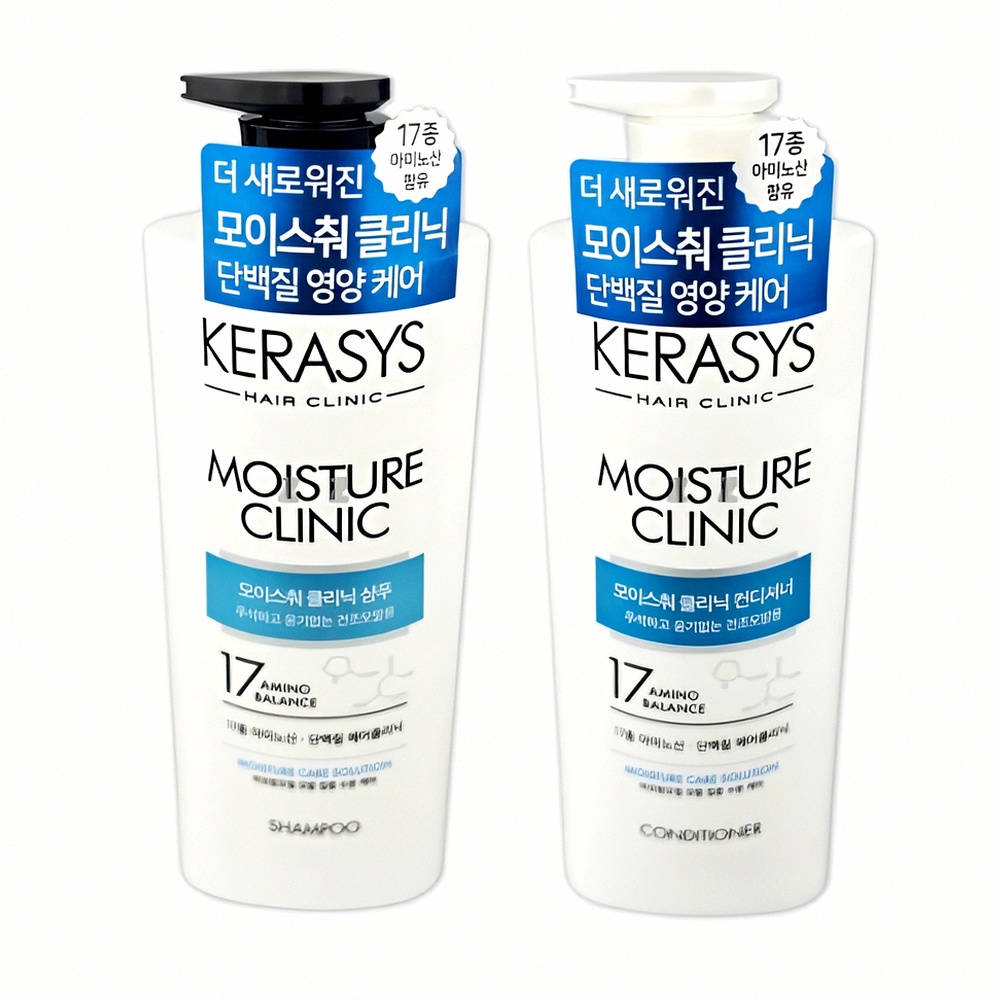 17종
아미노산
함유
더 새로워진
모이스춰 클리닉
단백질 영양 케어
KERASYS
HAIR CLINIC
MOISTURE
CLINIC
모이스춰 클리닉 샴푸
17 AMINO
BALANCE
SHAMPOO
17종
아미노산
함유
더 새로워진
모이스춰 클리닉
단백질 영양 케어
KERASYS
HAIR CLINIC
MOISTURE
CLINIC
모이스춰 클리닉 컨디셔너
17 AMINO
BALANCE
CONDITIONER